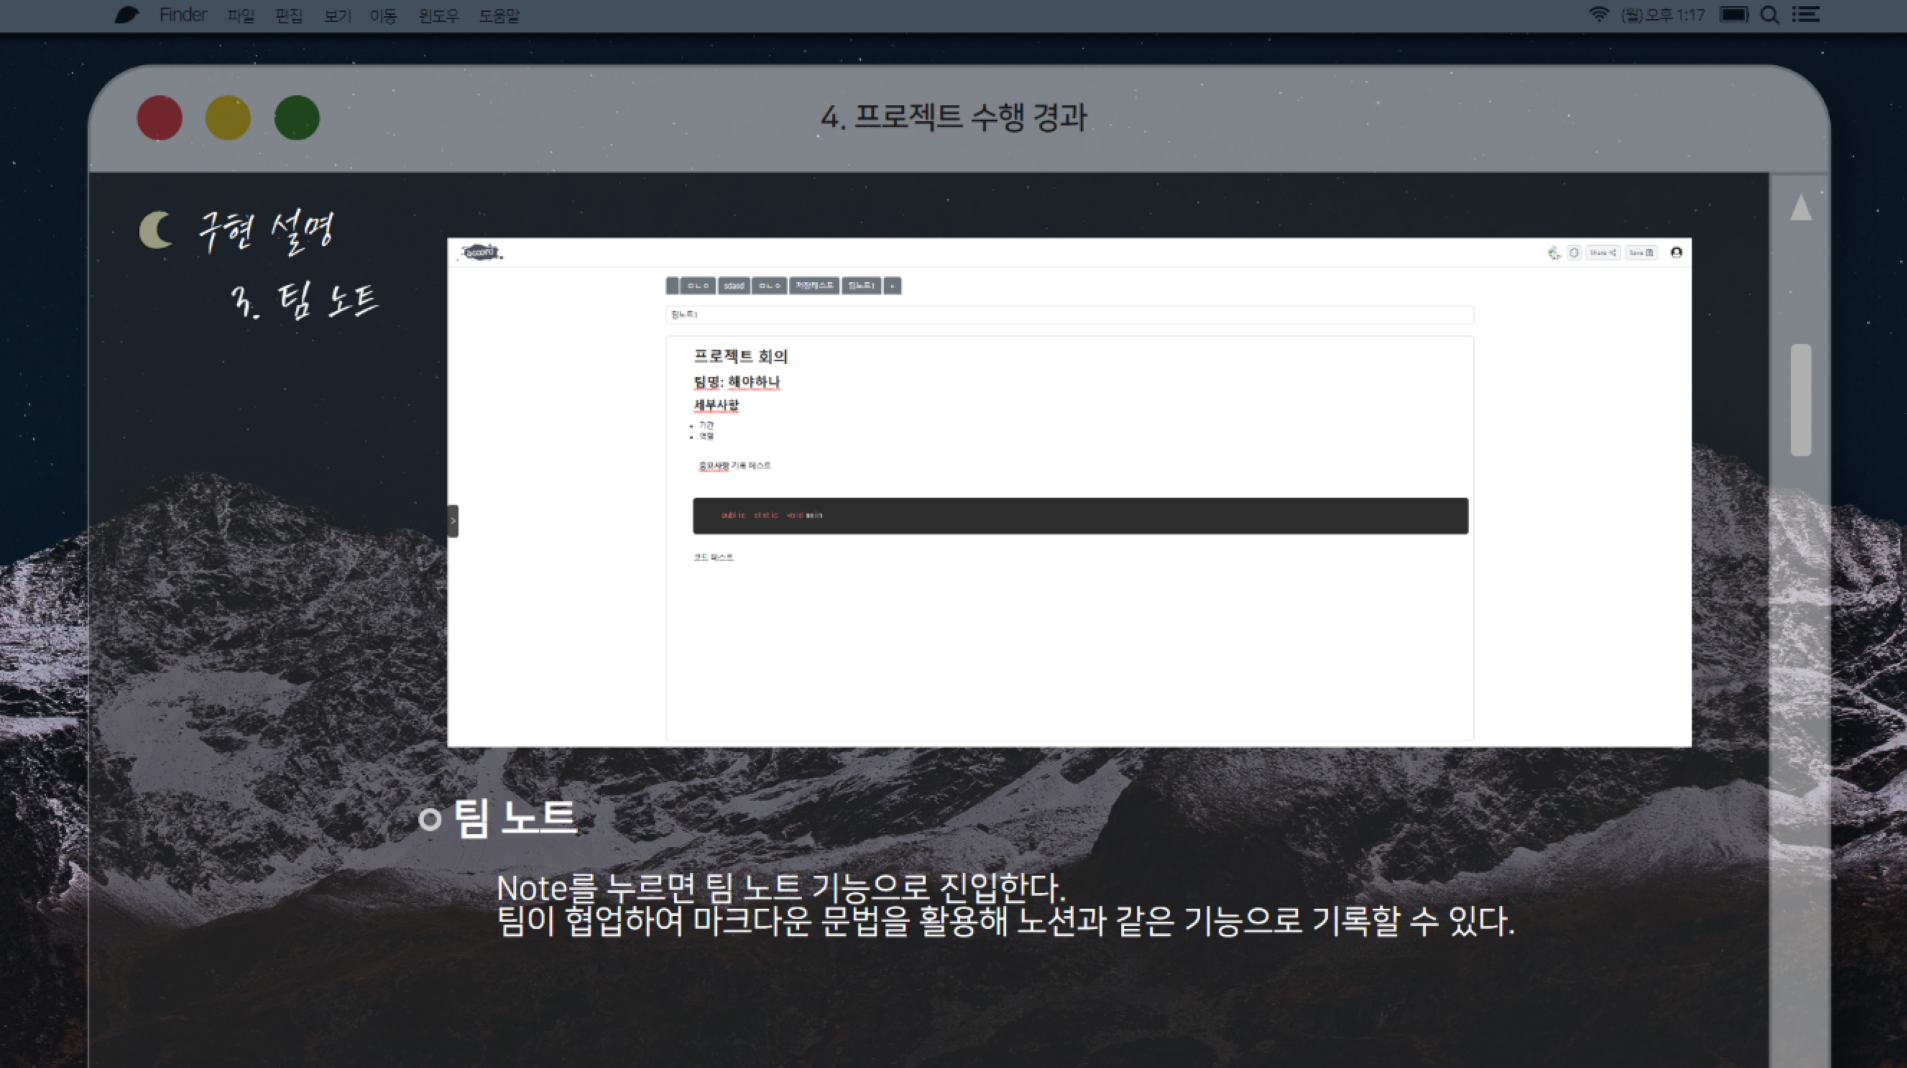 Finder 파일 편집 보기 이동 윈도우 도움말 (월) 오후 1:17
4. 프로젝트 수행 경과
구현 설명
3. 팀 노트
accord
Share Save
ㅁㄴㅇ sdasd ㅁㄴㅇ 저장테스트 팀노트1 +
팀노트1
프로젝트 회의
팀명: 해야하나
세부사항
기간
역할
중요사항 기록 테스트
public static void main
코드 테스트
팀 노트
Note를 누르면 팀 노트 기능으로 진입한다.
팀이 협업하여 마크다운 문법을 활용해 노션과 같은 기능으로 기록할 수 있다.